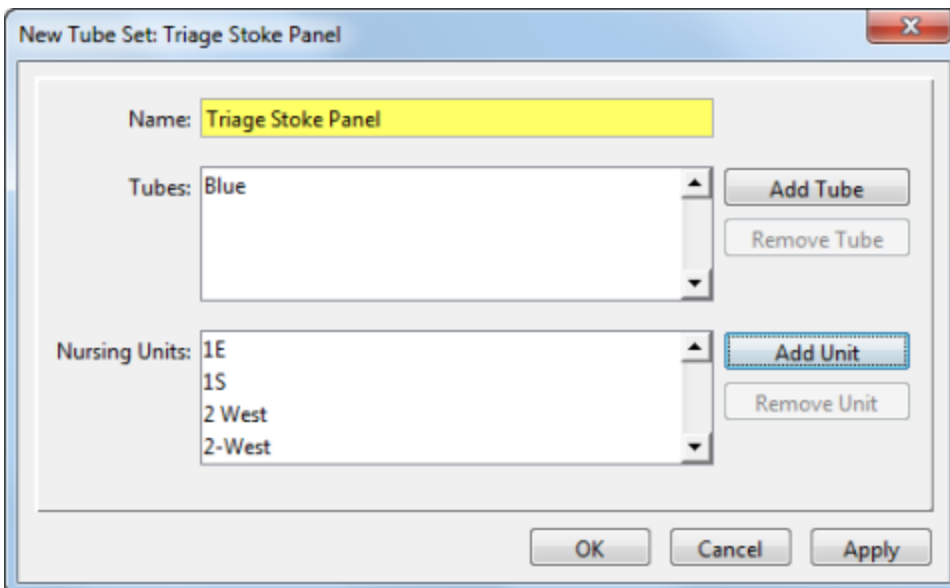 New Tube Set: Triage Stoke Panel
Name: Triage Stoke Panel
Tubes: Blue
Add Tube
Remove Tube
Nursing Units: 1E
1S
2 West
2-West
Add Unit
Remove Unit
OK Cancel Apply